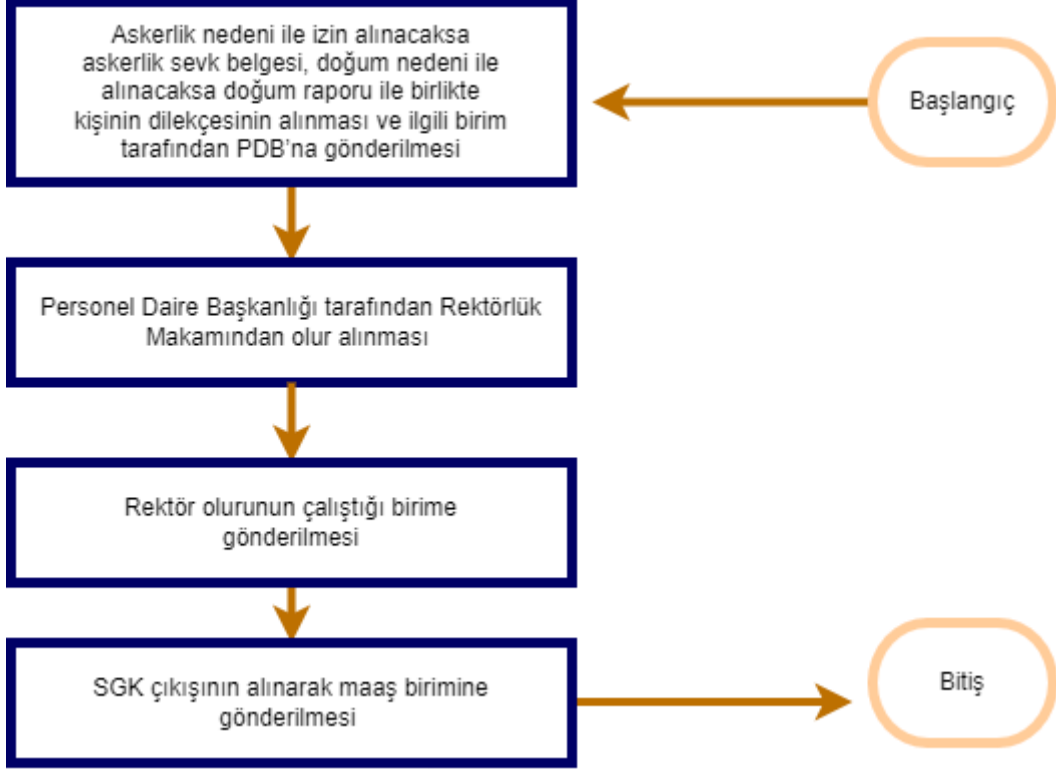 Başlangıç
Askerlik nedeni ile izin alınacaksa
askerlik sevk belgesi, doğum nedeni ile
alınacaksa doğum raporu ile birlikte
kişinin dilekçesinin alınması ve ilgili birim
tarafından PDB'na gönderilmesi
Personel Daire Başkanlığı tarafından Rektörlük
Makamından olur alınması
Rektör olurunun çalıştığı birime
gönderilmesi
SGK çıkışının alınarak maaş birimine
gönderilmesi
Bitiş